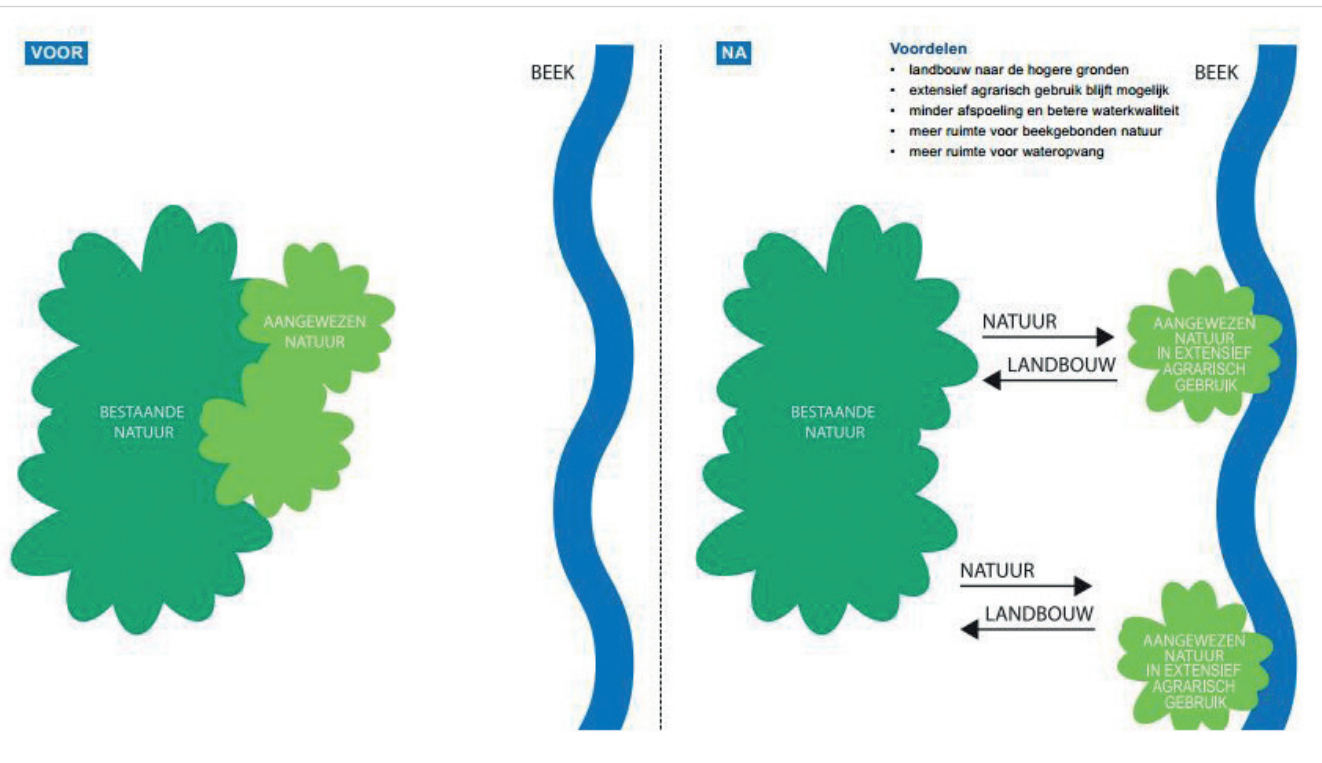 VOOR
BEEK
AANGEWEZEN
NATUUR
BESTAANDE
NATUUR
NA
Voordelen
• landbouw naar de hogere gronden
• extensief agrarisch gebruik blijft mogelijk
• minder afspoeling en betere waterkwaliteit
• meer ruimte voor beekgebonden natuur
• meer ruimte voor wateropvang
BEEK
NATUUR
LANDBOUW
AANGEWEZEN
NATUUR
IN EXTENSIEF
AGRARISCH
GEBRUIK
BESTAANDE
NATUUR
NATUUR
LANDBOUW
AANGEWEZEN
NATUUR
IN EXTENSIEF
AGRARISCH
GEBRUIK